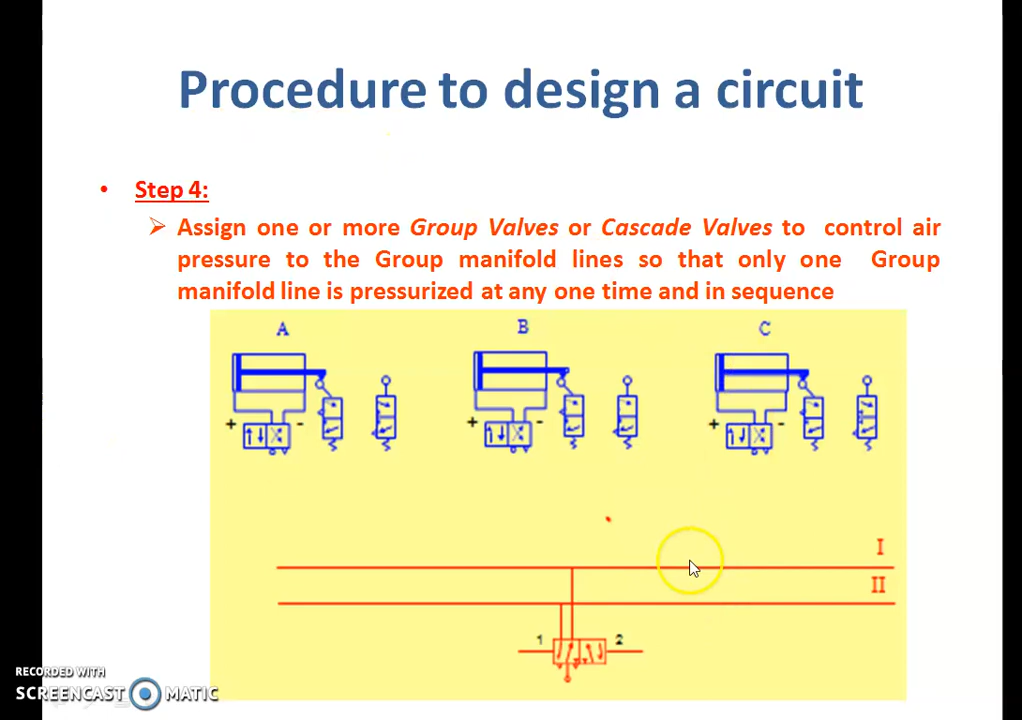 Procedure to design a circuit
• Step 4:
Assign one or more Group Valves or Cascade Valves to control air
pressure to the Group manifold lines so that only one Group
manifold line is pressurized at any one time and in sequence
A B C
+ - + - + -
I
II
1 2
RECORDED WITH
SCREENCAST MATIC